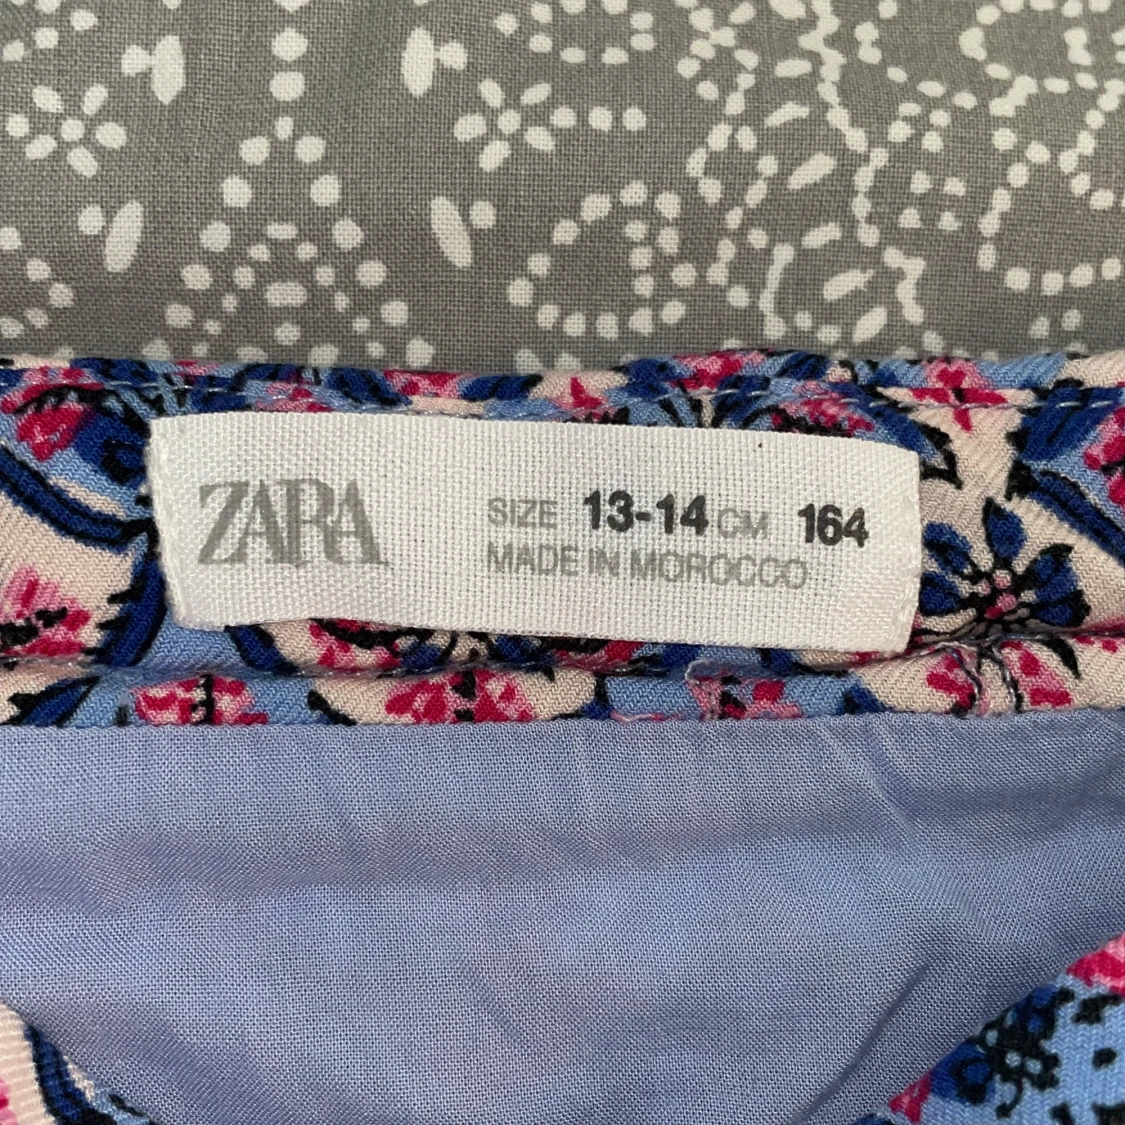 ZARA
SIZE 13-14 CM 164
MADE IN MOROCCO